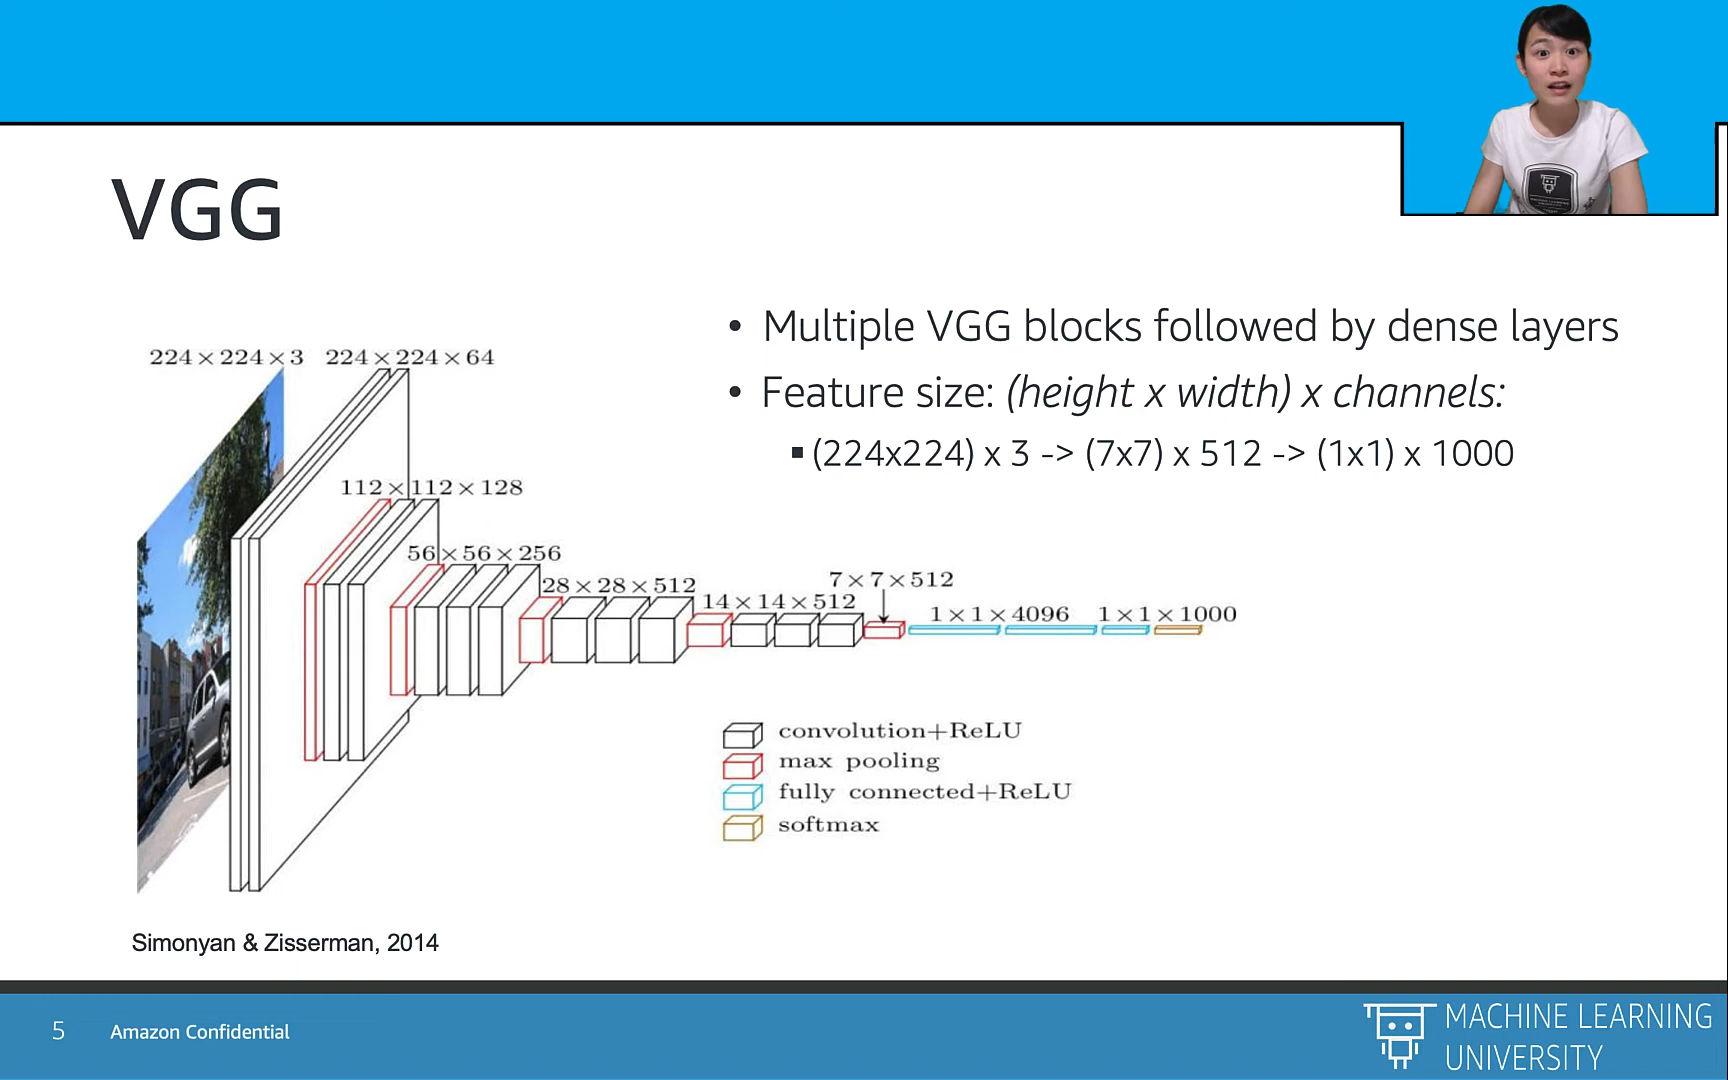 VGG
• Multiple VGG blocks followed by dense layers
• Feature size: (height x width) x channels:
▪ (224x224) x 3 -> (7x7) x 512 -> (1x1) x 1000
224 × 224 × 3
224 × 224 × 64
112 × 112 × 128
56 × 56 × 256
28 × 28 × 512
14 × 14 × 512
7 × 7 × 512
1 × 1 × 4096
1 × 1 × 1000
convolution+ReLU
max pooling
fully connected+ReLU
softmax
Simonyan & Zisserman, 2014
5
Amazon Confidential
MACHINE LEARNING
UNIVERSITY